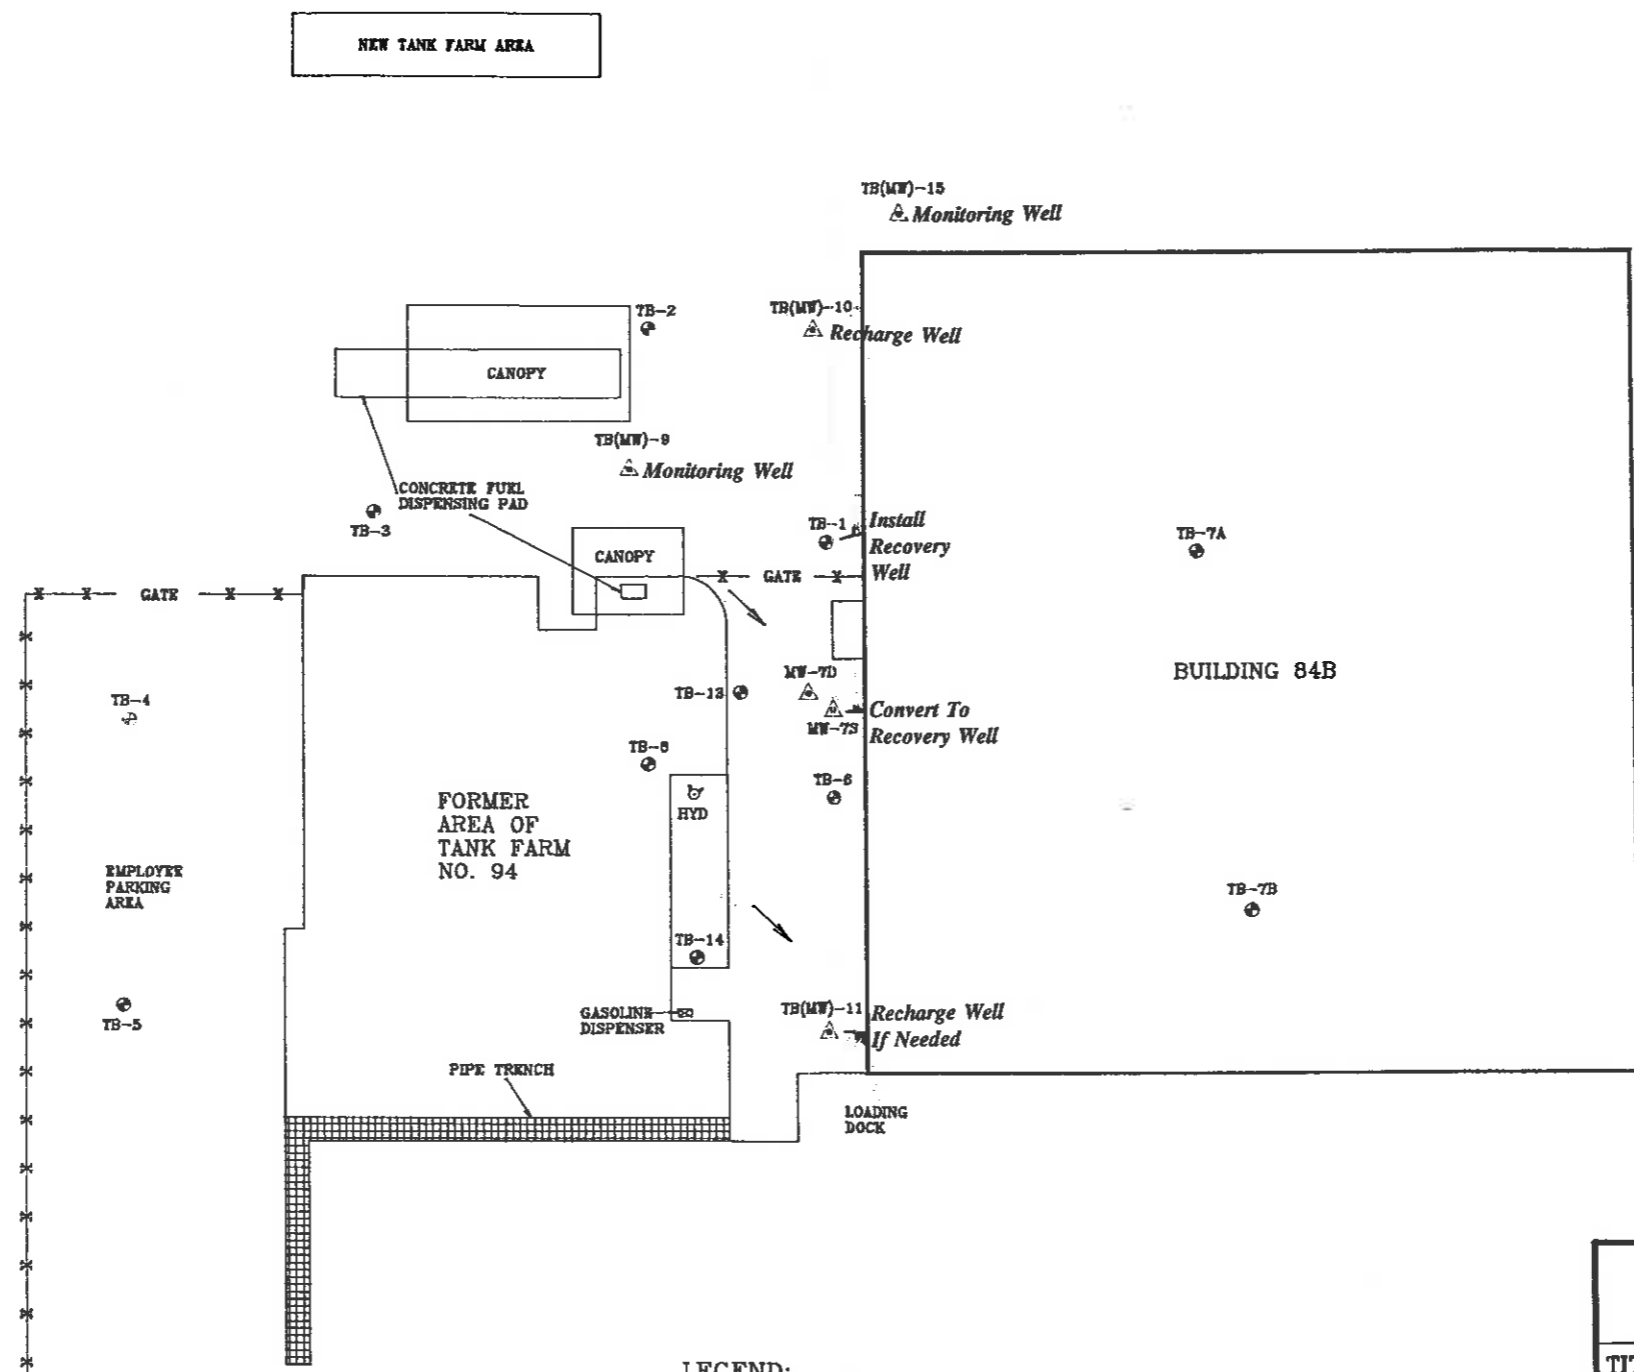 NEW TANK FARM AREA
TB(MW)-15
Monitoring Well
TB-2
TB(MW)-10
Recharge Well
CANOPY
TB(MW)-9
Monitoring Well
CONCRETE FUEL
DISPENSING PAD
TB-3
TB-1
Install
Recovery
Well
TB-7A
CANOPY
GATE
GATE
BUILDING 84B
MW-7D
TB-13
TB-4
MW-7S
Convert To
Recovery Well
TB-8
TB-6
HYD
FORMER
AREA OF
TANK FARM
NO. 94
EMPLOYEE
PARKING
AREA
TB-7B
TB-14
TB-5
GASOLINE
DISPENSER
TB(MW)-11
Recharge Well
If Needed
PIPE TRENCH
LOADING
DOCK
LEGEND: